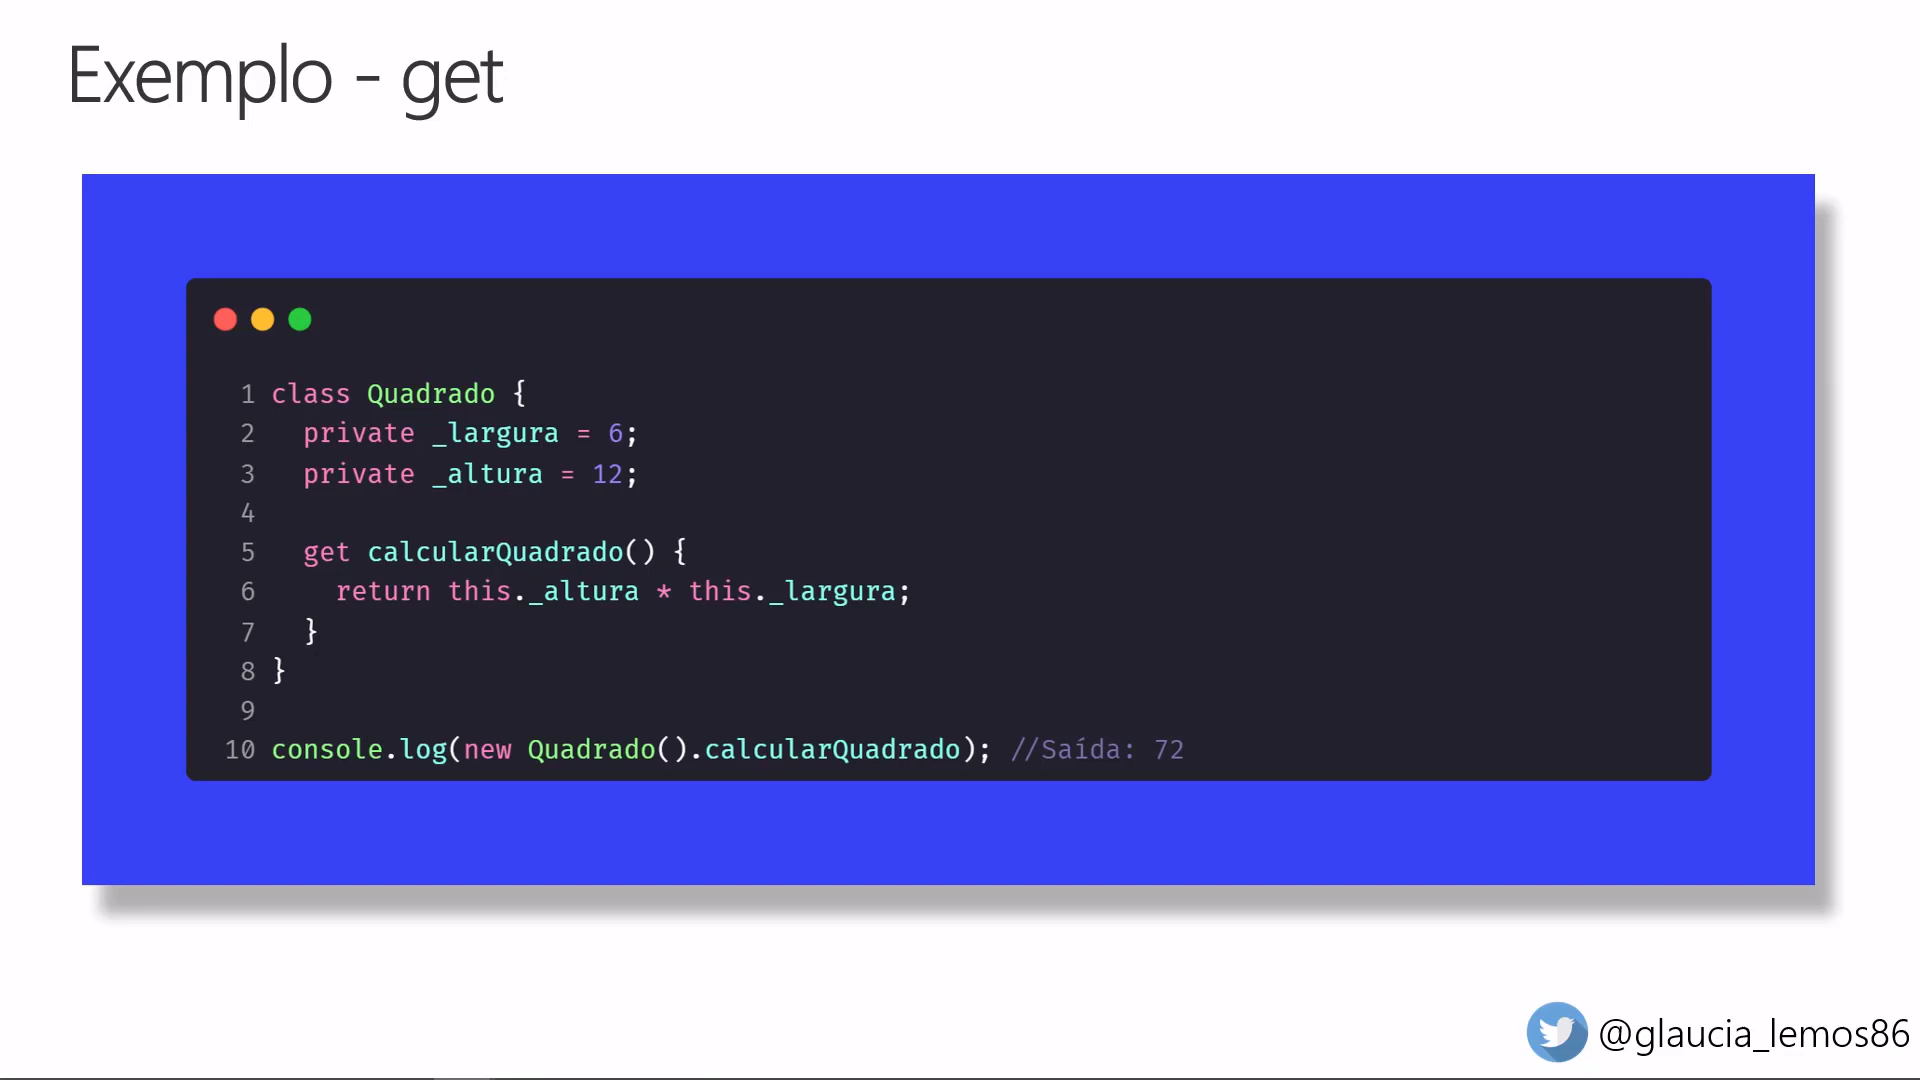 Exemplo - get
1 class Quadrado {
2   private _largura = 6;
3   private _altura = 12;
4
5   get calcularQuadrado() {
6     return this._altura * this._largura;
7   }
8 }
9
10 console.log(new Quadrado().calcularQuadrado); //Saída: 72
@glaucia_lemos86